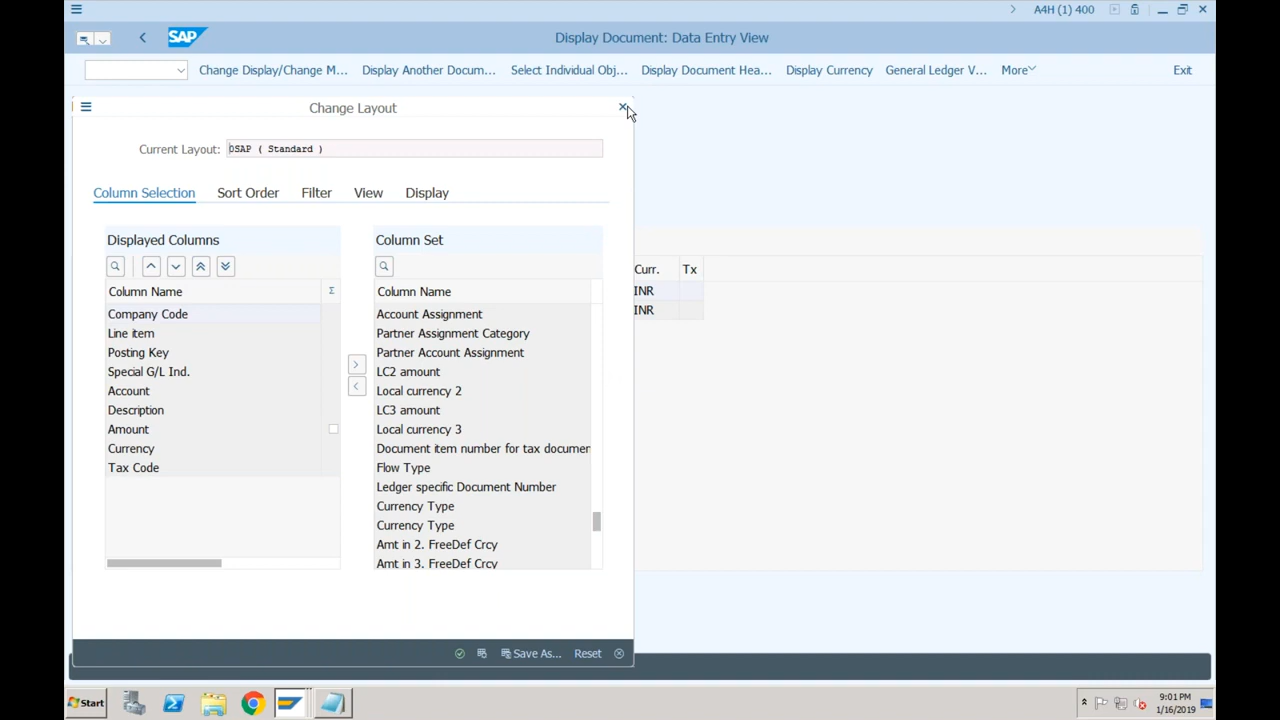 A4H (1) 400
SAP
Display Document: Data Entry View
Change Display/Change M... Display Another Docum... Select Individual Obj... Display Document Hea... Display Currency General Ledger V... More Exit
Change Layout
Current Layout: 0SAP ( Standard )
Column Selection Sort Order Filter View Display
Displayed Columns
Column Name Σ
Company Code
Line item
Posting Key
Special G/L Ind.
Account
Description
Amount
Currency
Tax Code
Column Set
Column Name
Account Assignment
Partner Assignment Category
Partner Account Assignment
LC2 amount
Local currency 2
LC3 amount
Local currency 3
Document item number for tax documen
Flow Type
Ledger specific Document Number
Currency Type
Currency Type
Amt in 2. FreeDef Crcy
Amt in 3. FreeDef Crcy
Curr. Tx
INR
INR
Save As... Reset
Start
9:01 PM
1/16/2019